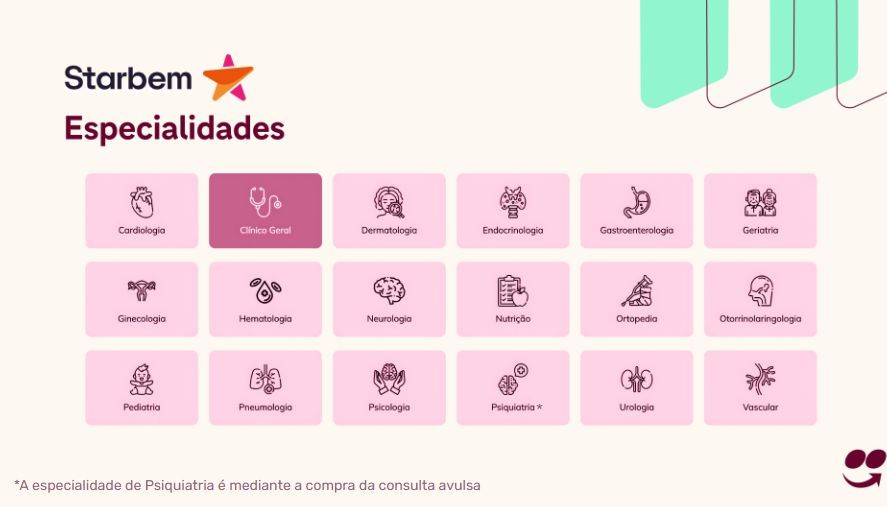 Starbem
Especialidades
Cardiologia
Clínico Geral
Dermatologia
Endocrinologia
Gastroenterologia
Geriatria
Ginecologia
Hematologia
Neurologia
Nutrição
Ortopedia
Otorrinolaringologia
Pediatria
Pneumologia
Psicologia
Psiquiatria *
Urologia
Vascular
*A especialidade de Psiquiatria é mediante a compra da consulta avulsa